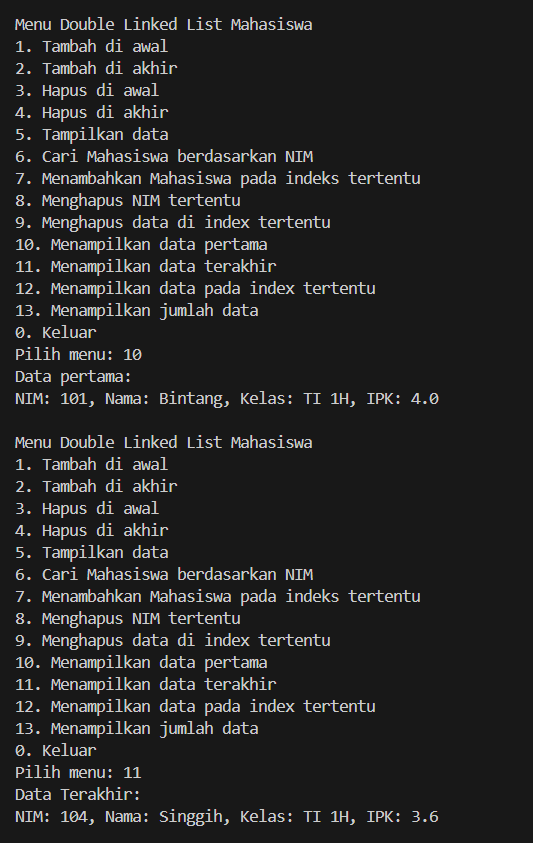 Menu Double Linked List Mahasiswa
1. Tambah di awal
2. Tambah di akhir
3. Hapus di awal
4. Hapus di akhir
5. Tampilkan data
6. Cari Mahasiswa berdasarkan NIM
7. Menambahkan Mahasiswa pada indeks tertentu
8. Menghapus NIM tertentu
9. Menghapus data di index tertentu
10. Menampilkan data pertama
11. Menampilkan data terakhir
12. Menampilkan data pada index tertentu
13. Menampilkan jumlah data
0. Keluar
Pilih menu: 10
Data pertama:
NIM: 101, Nama: Bintang, Kelas: TI 1H, IPK: 4.0
Menu Double Linked List Mahasiswa
1. Tambah di awal
2. Tambah di akhir
3. Hapus di awal
4. Hapus di akhir
5. Tampilkan data
6. Cari Mahasiswa berdasarkan NIM
7. Menambahkan Mahasiswa pada indeks tertentu
8. Menghapus NIM tertentu
9. Menghapus data di index tertentu
10. Menampilkan data pertama
11. Menampilkan data terakhir
12. Menampilkan data pada index tertentu
13. Menampilkan jumlah data
0. Keluar
Pilih menu: 11
Data Terakhir:
NIM: 104, Nama: Singgih, Kelas: TI 1H, IPK: 3.6